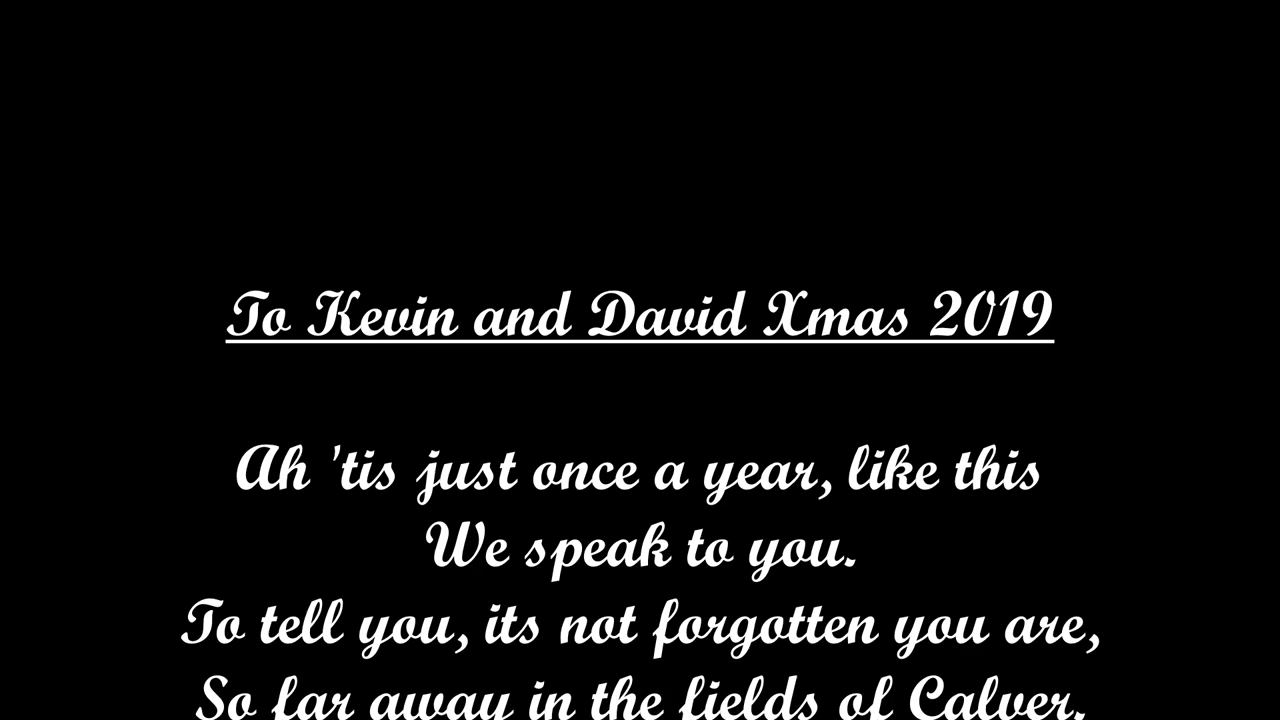 To Kevin and David Xmas 2019
Ah 'tis just once a year, like this
We speak to you.
To tell you, its not forgotten you are,
So far away in the fields of Calver.